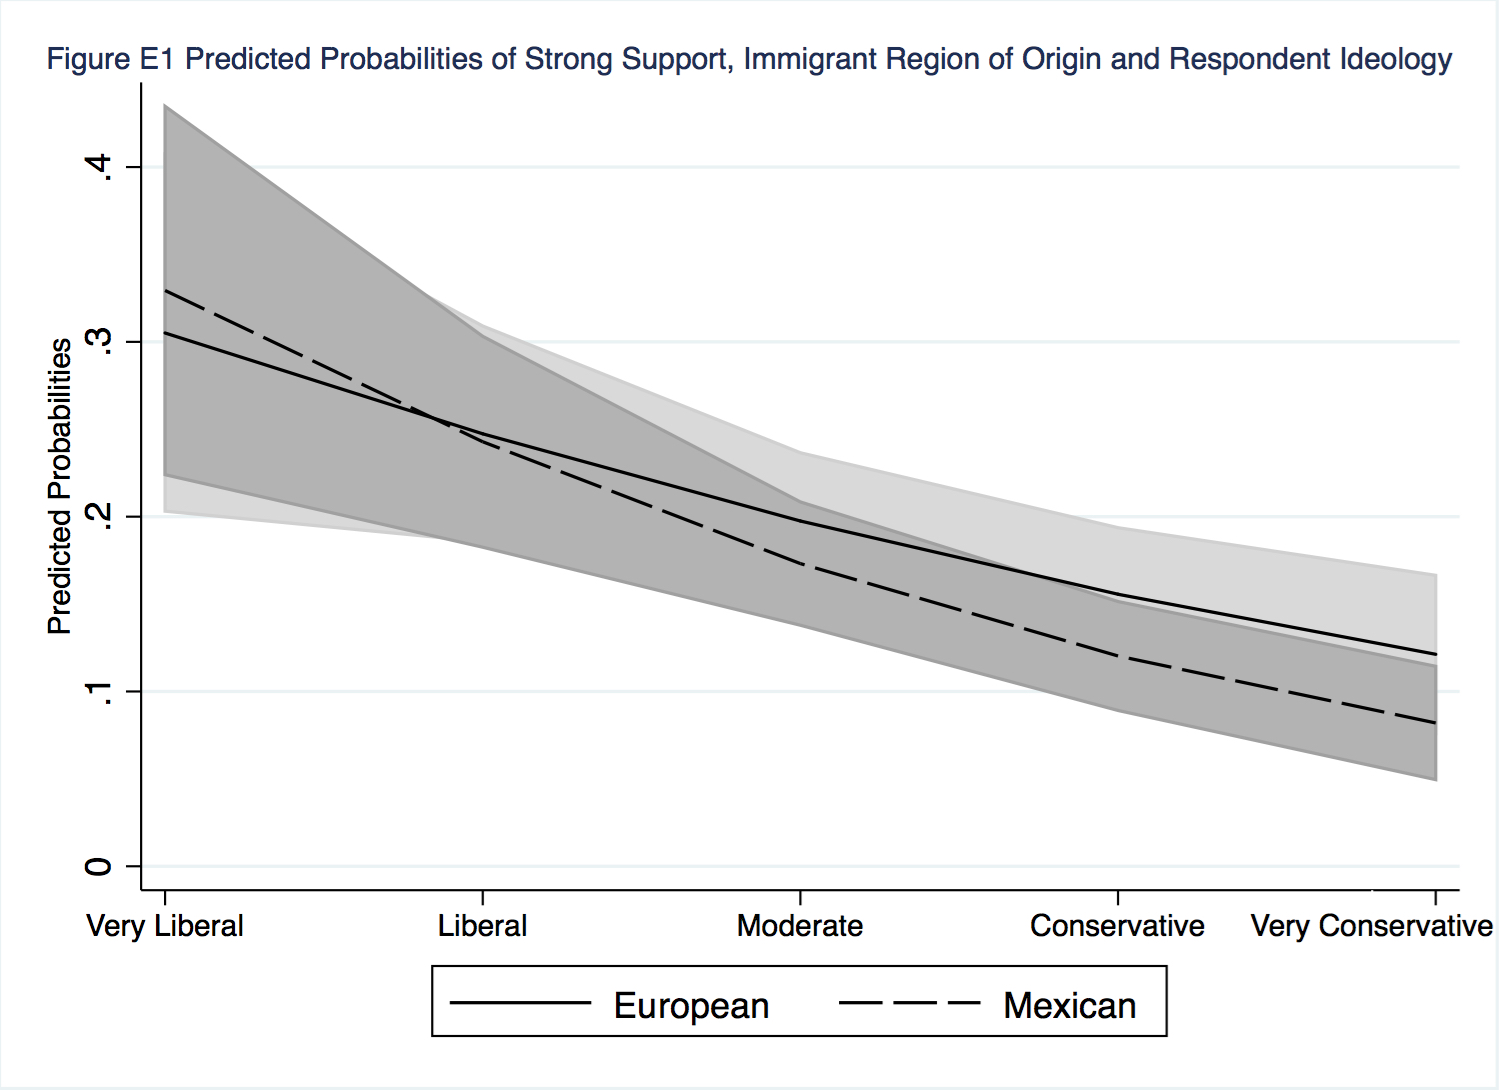 Figure E1 Predicted Probabilities of Strong Support, Immigrant Region of Origin and Respondent Ideology
Predicted Probabilities
.4
.3
.2
.1
0
Very Liberal Liberal Moderate Conservative Very Conservative
European Mexican